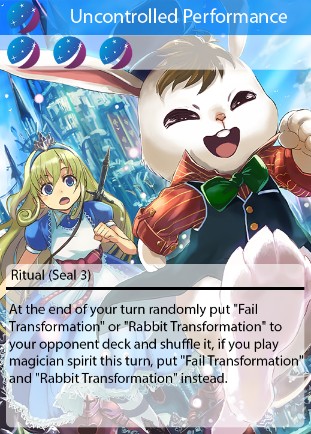 Uncontrolled Performance
Ritual (Seal 3)
At the end of your turn randomly put "Fail
Transformation" or "Rabbit Transformation" to
your opponent deck and shuffle it, if you play
magician spirit this turn, put "Fail Transformation"
and "Rabbit Transformation" instead.